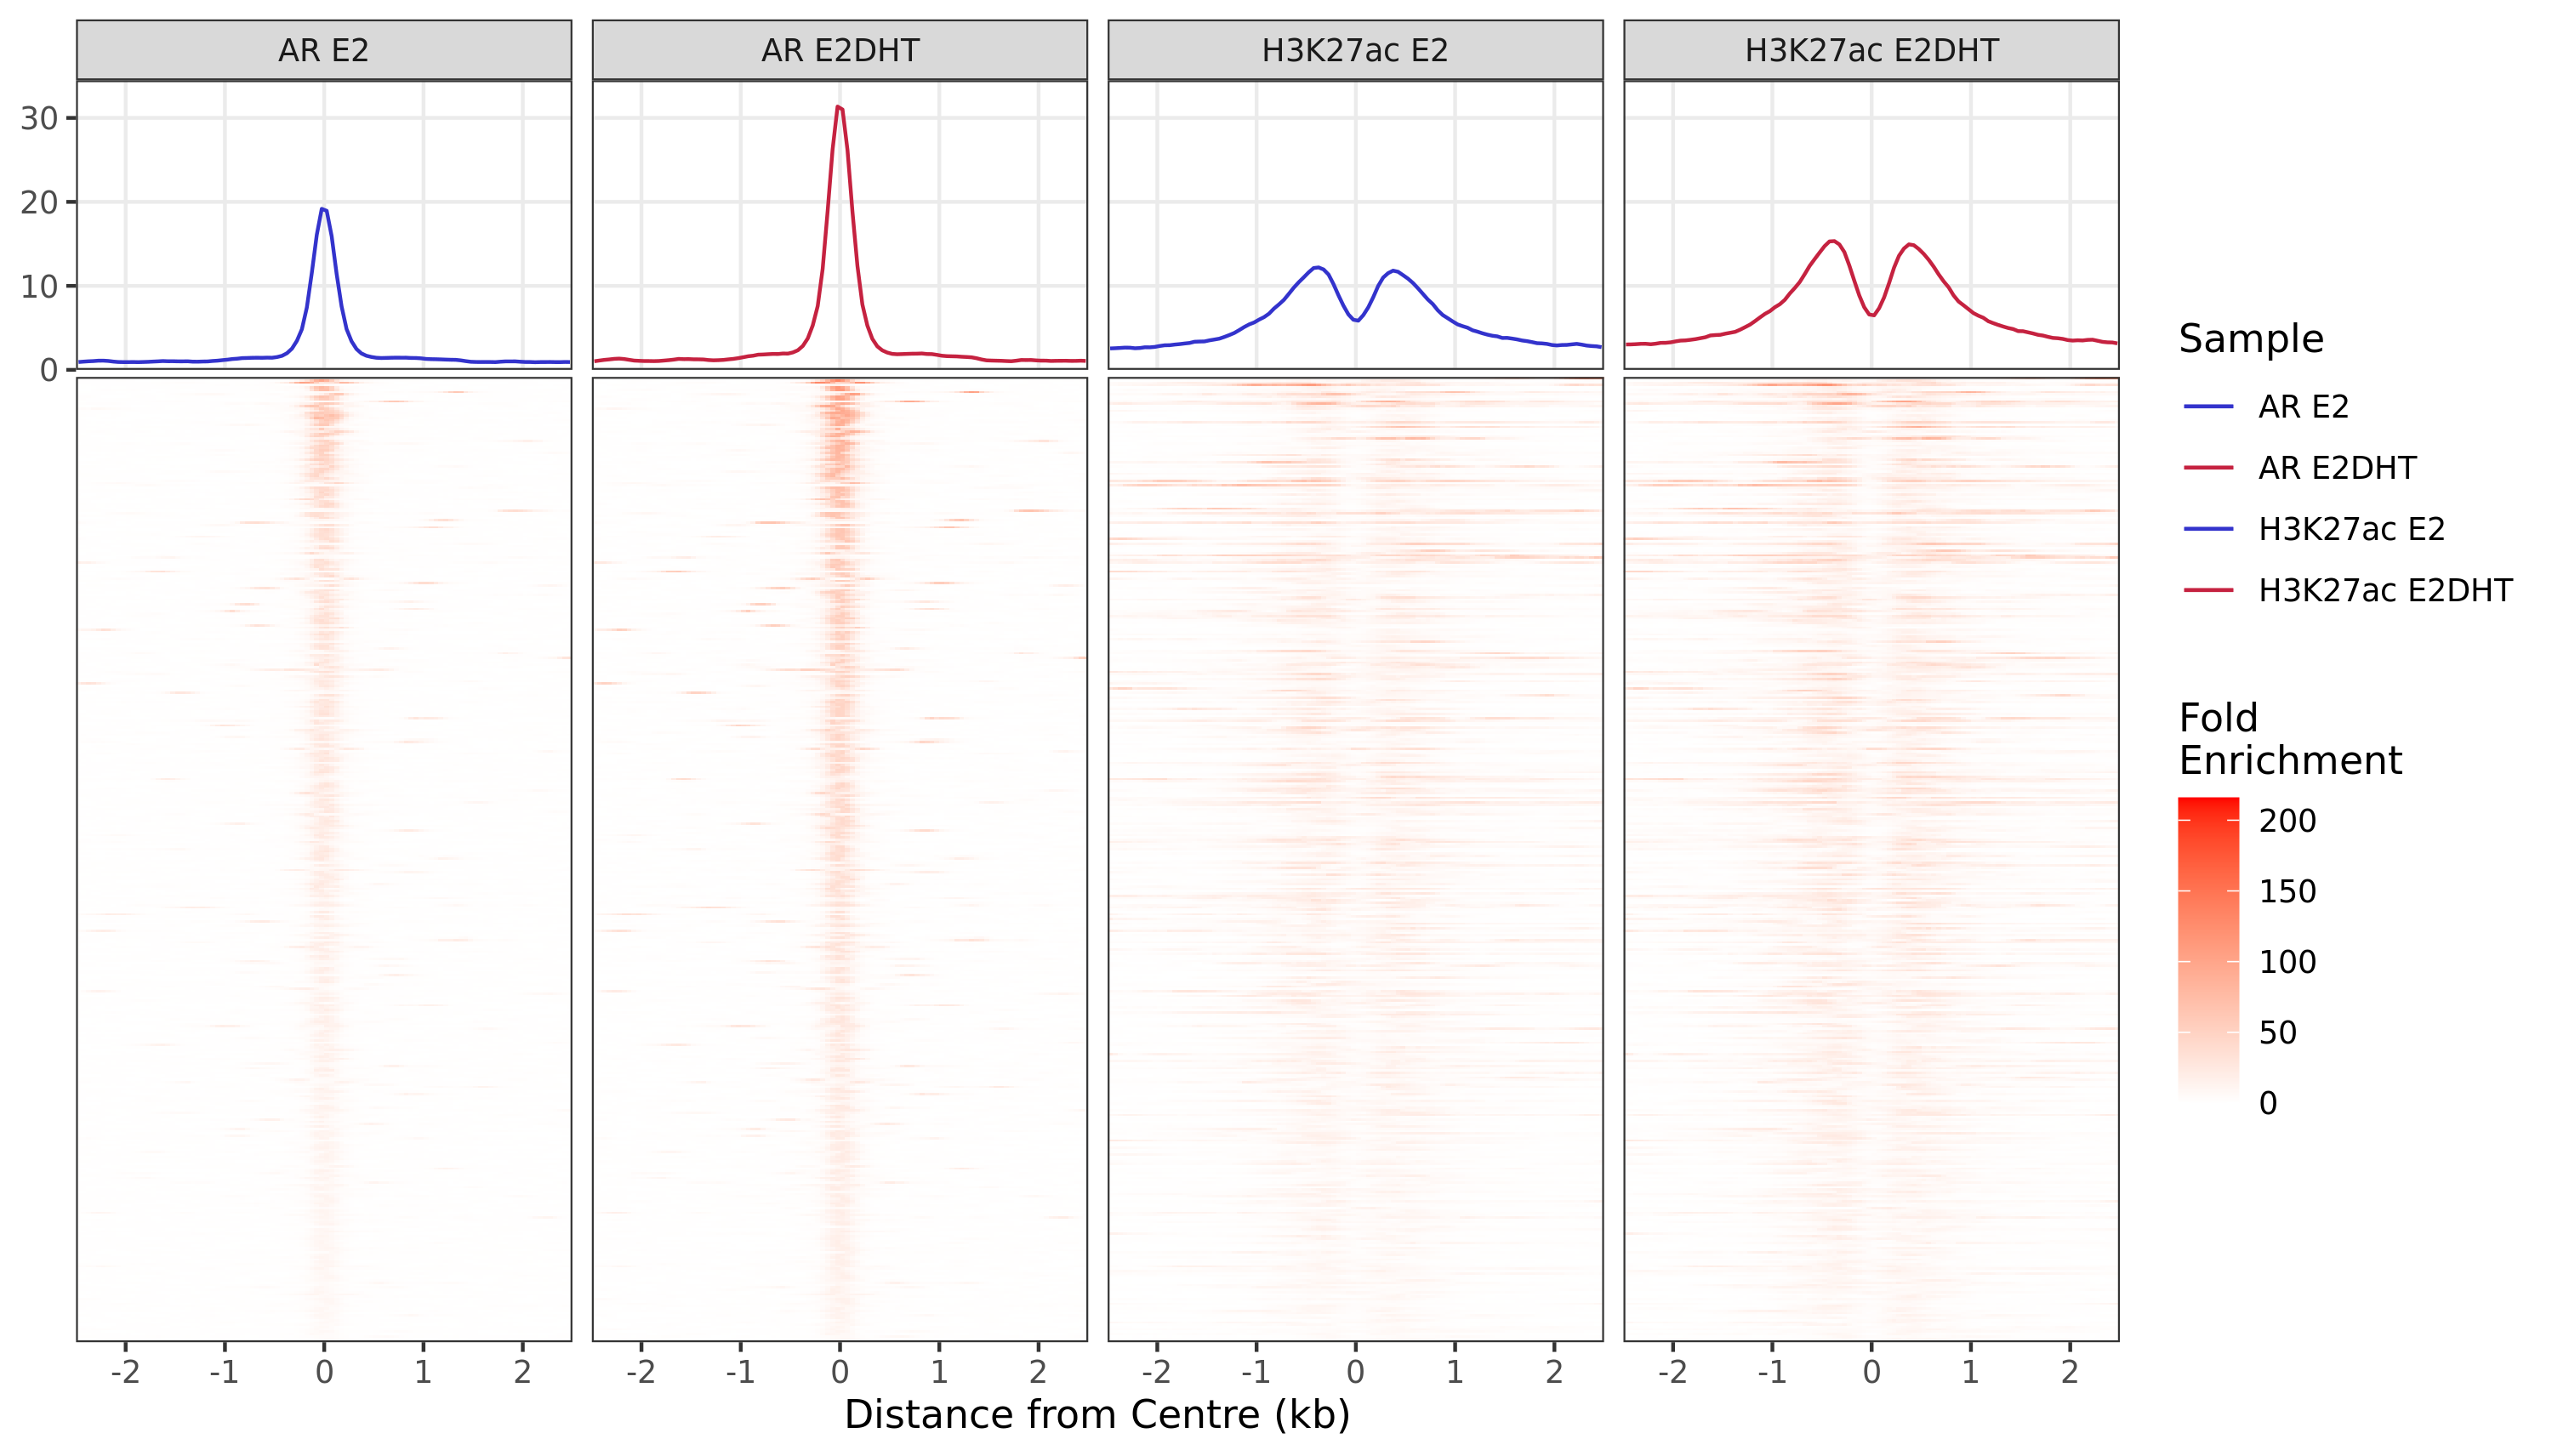 AR E2
AR E2DHT
H3K27ac E2
H3K27ac E2DHT
30
20
10
0
-2 -1 0 1 2
-2 -1 0 1 2
-2 -1 0 1 2
-2 -1 0 1 2
Distance from Centre (kb)
Sample
AR E2
AR E2DHT
H3K27ac E2
H3K27ac E2DHT
Fold
Enrichment
200
150
100
50
0